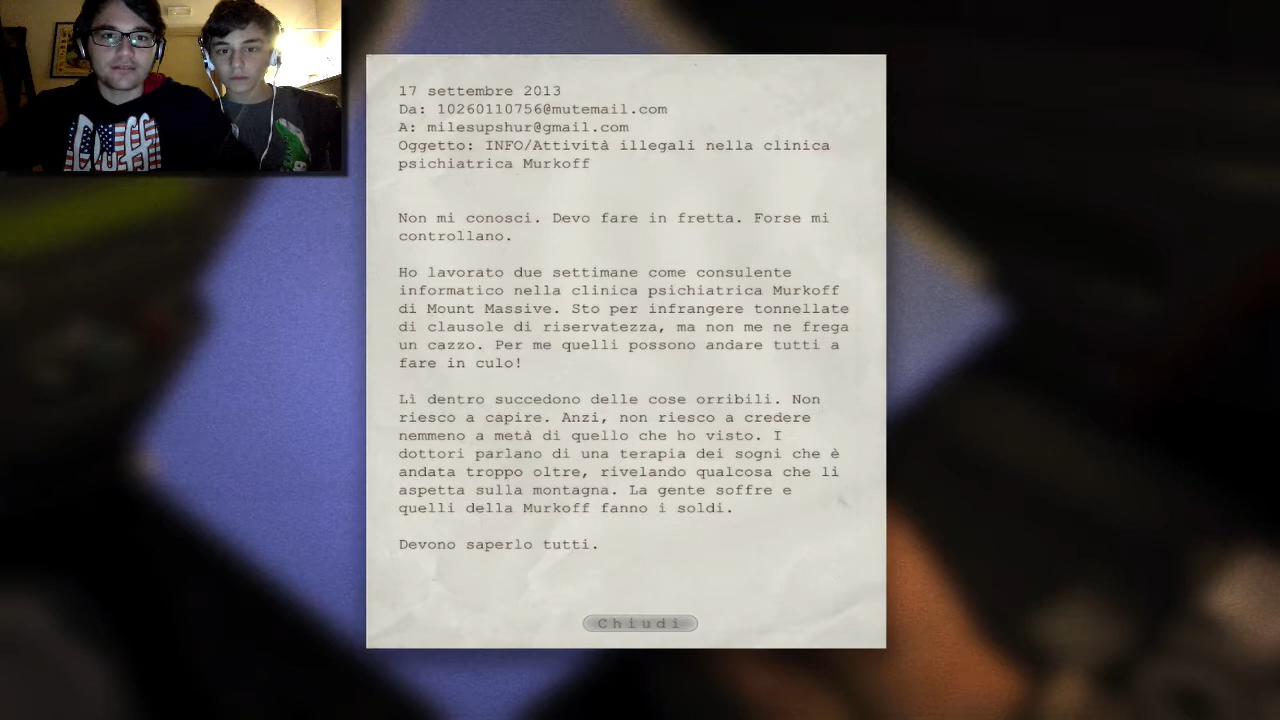 17 settembre 2013
Da: 10260110756@mutemail.com
A: milesupshur@gmail.com
Oggetto: INFO/Attività illegali nella clinica
psichiatrica Murkoff
Non mi conosci. Devo fare in fretta. Forse mi
controllano.
Ho lavorato due settimane come consulente
informatico nella clinica psichiatrica Murkoff
di Mount Massive. Sto per infrangere tonnellate
di clausole di riservatezza, ma non me ne frega
un cazzo. Per me quelli possono andare tutti a
fare in culo!
Lì dentro succedono delle cose orribili. Non
riesco a capire. Anzi, non riesco a credere
nemmeno a metà di quello che ho visto. I
dottori parlano di una terapia dei sogni che è
andata troppo oltre, rivelando qualcosa che li
aspetta sulla montagna. La gente soffre e
quelli della Murkoff fanno i soldi.
Devono saperlo tutti.
Chiudi